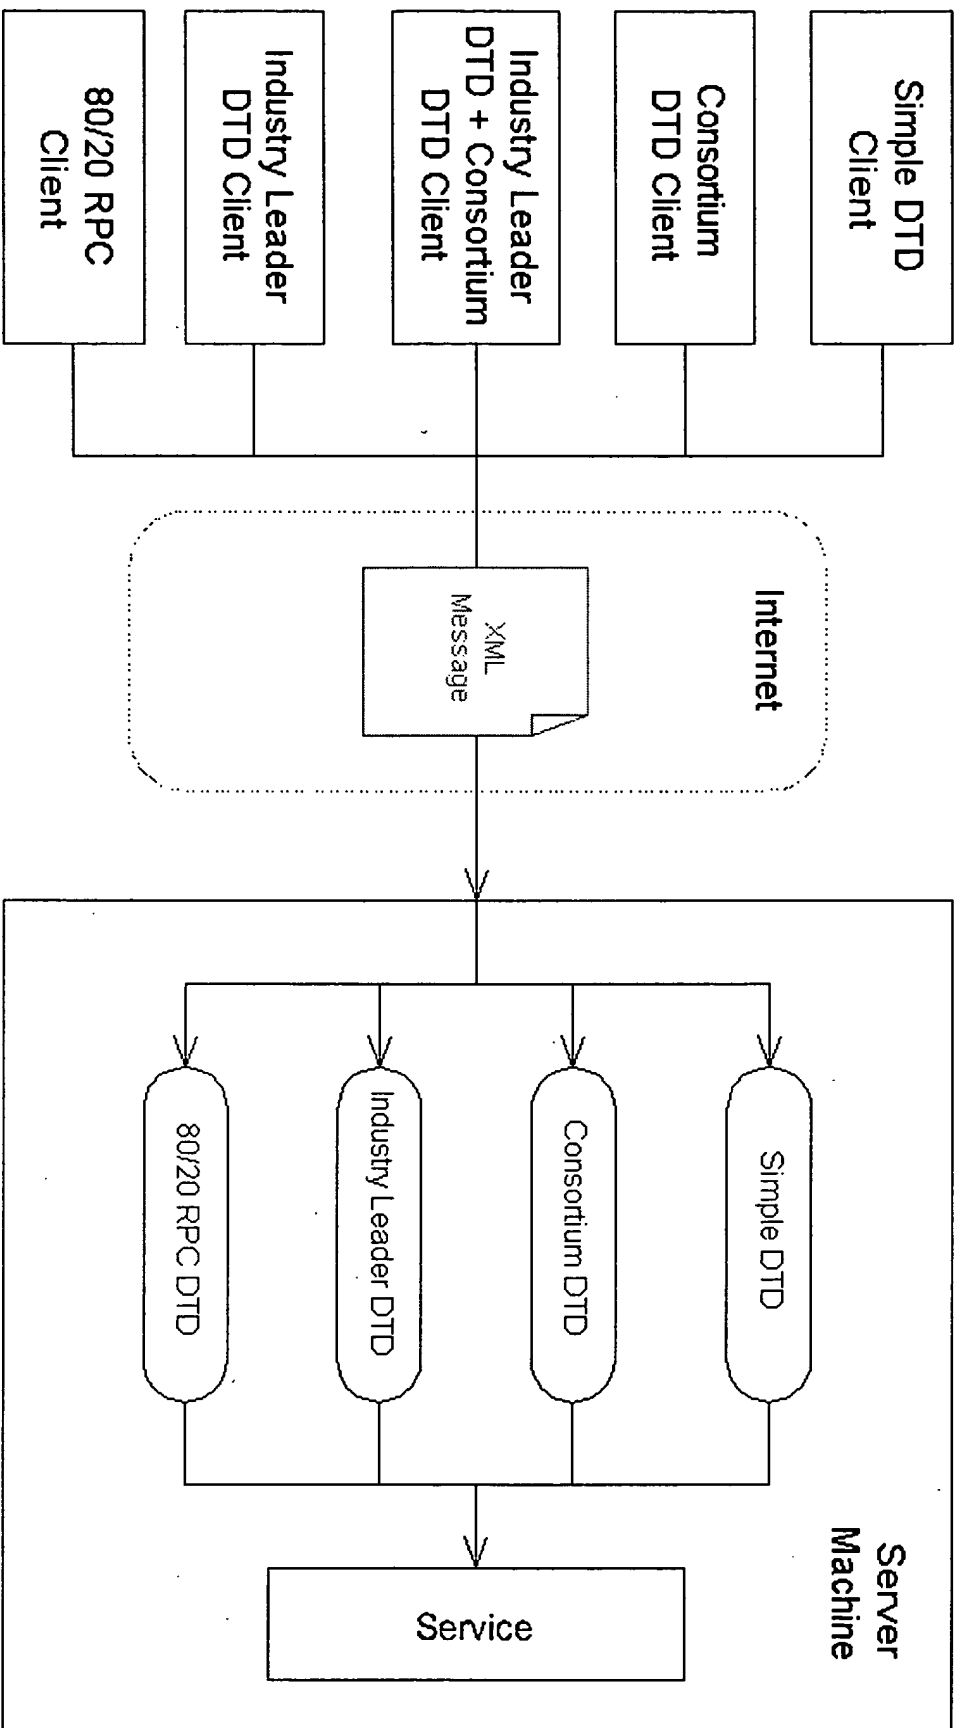 Simple DTD
Client
Consortium
DTD Client
Industry Leader
DTD + Consortium
DTD Client
Industry Leader
DTD Client
80/20 RPC
Client
Internet
XML
Message
Server
Machine
Simple DTD
Consortium DTD
Industry Leader DTD
80/20 RPC DTD
Service